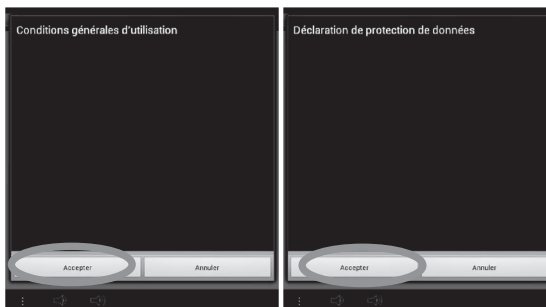 Conditions générales d'utilisation
Accepter
Annuler
Déclaration de protection de données
Accepter
Annuler